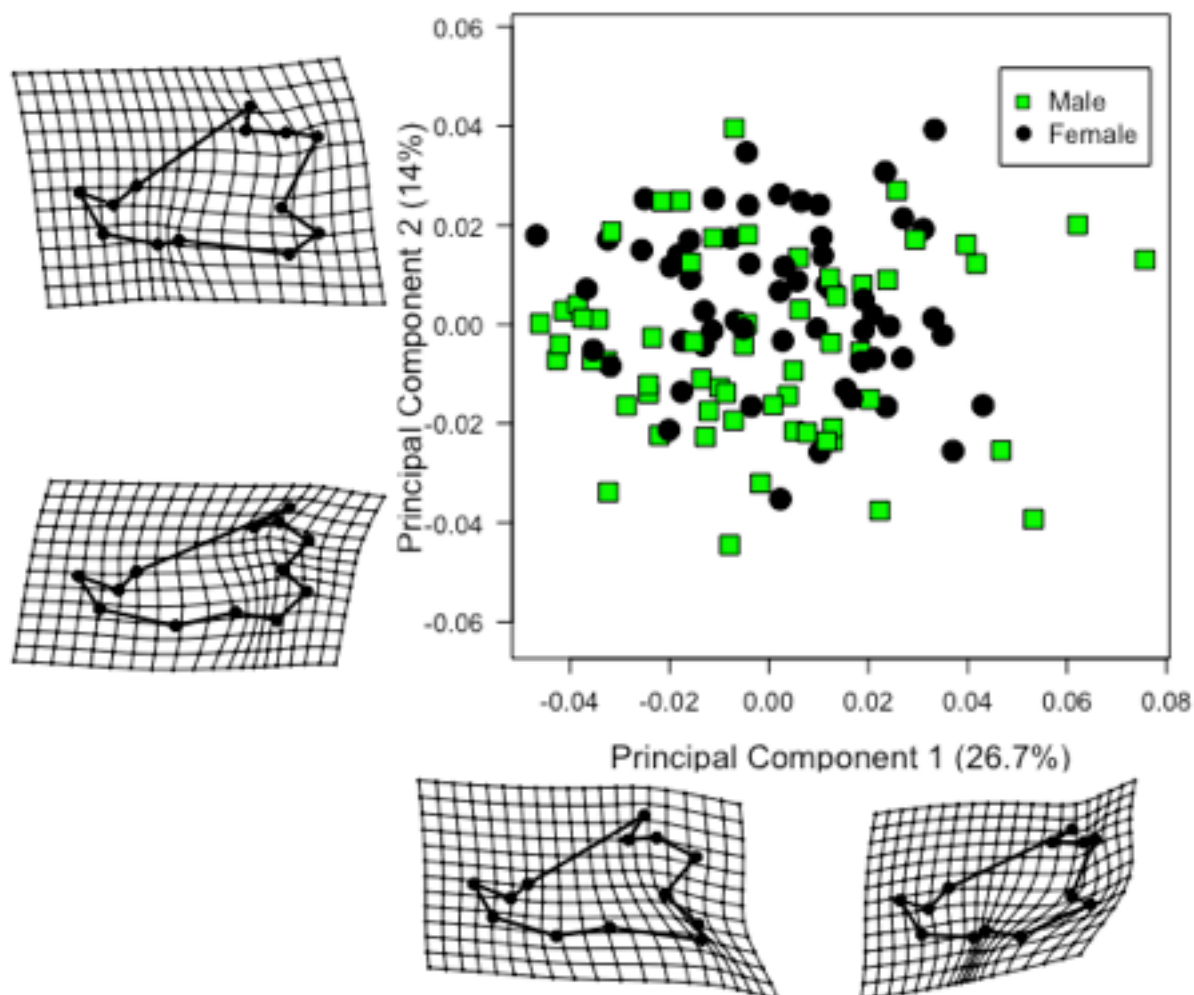 0.06
0.04
0.02
0.00
-0.02
-0.04
-0.06
Principal Component 2 (14%)
Male
Female
-0.04 -0.02 0.00 0.02 0.04 0.06 0.08
Principal Component 1 (26.7%)